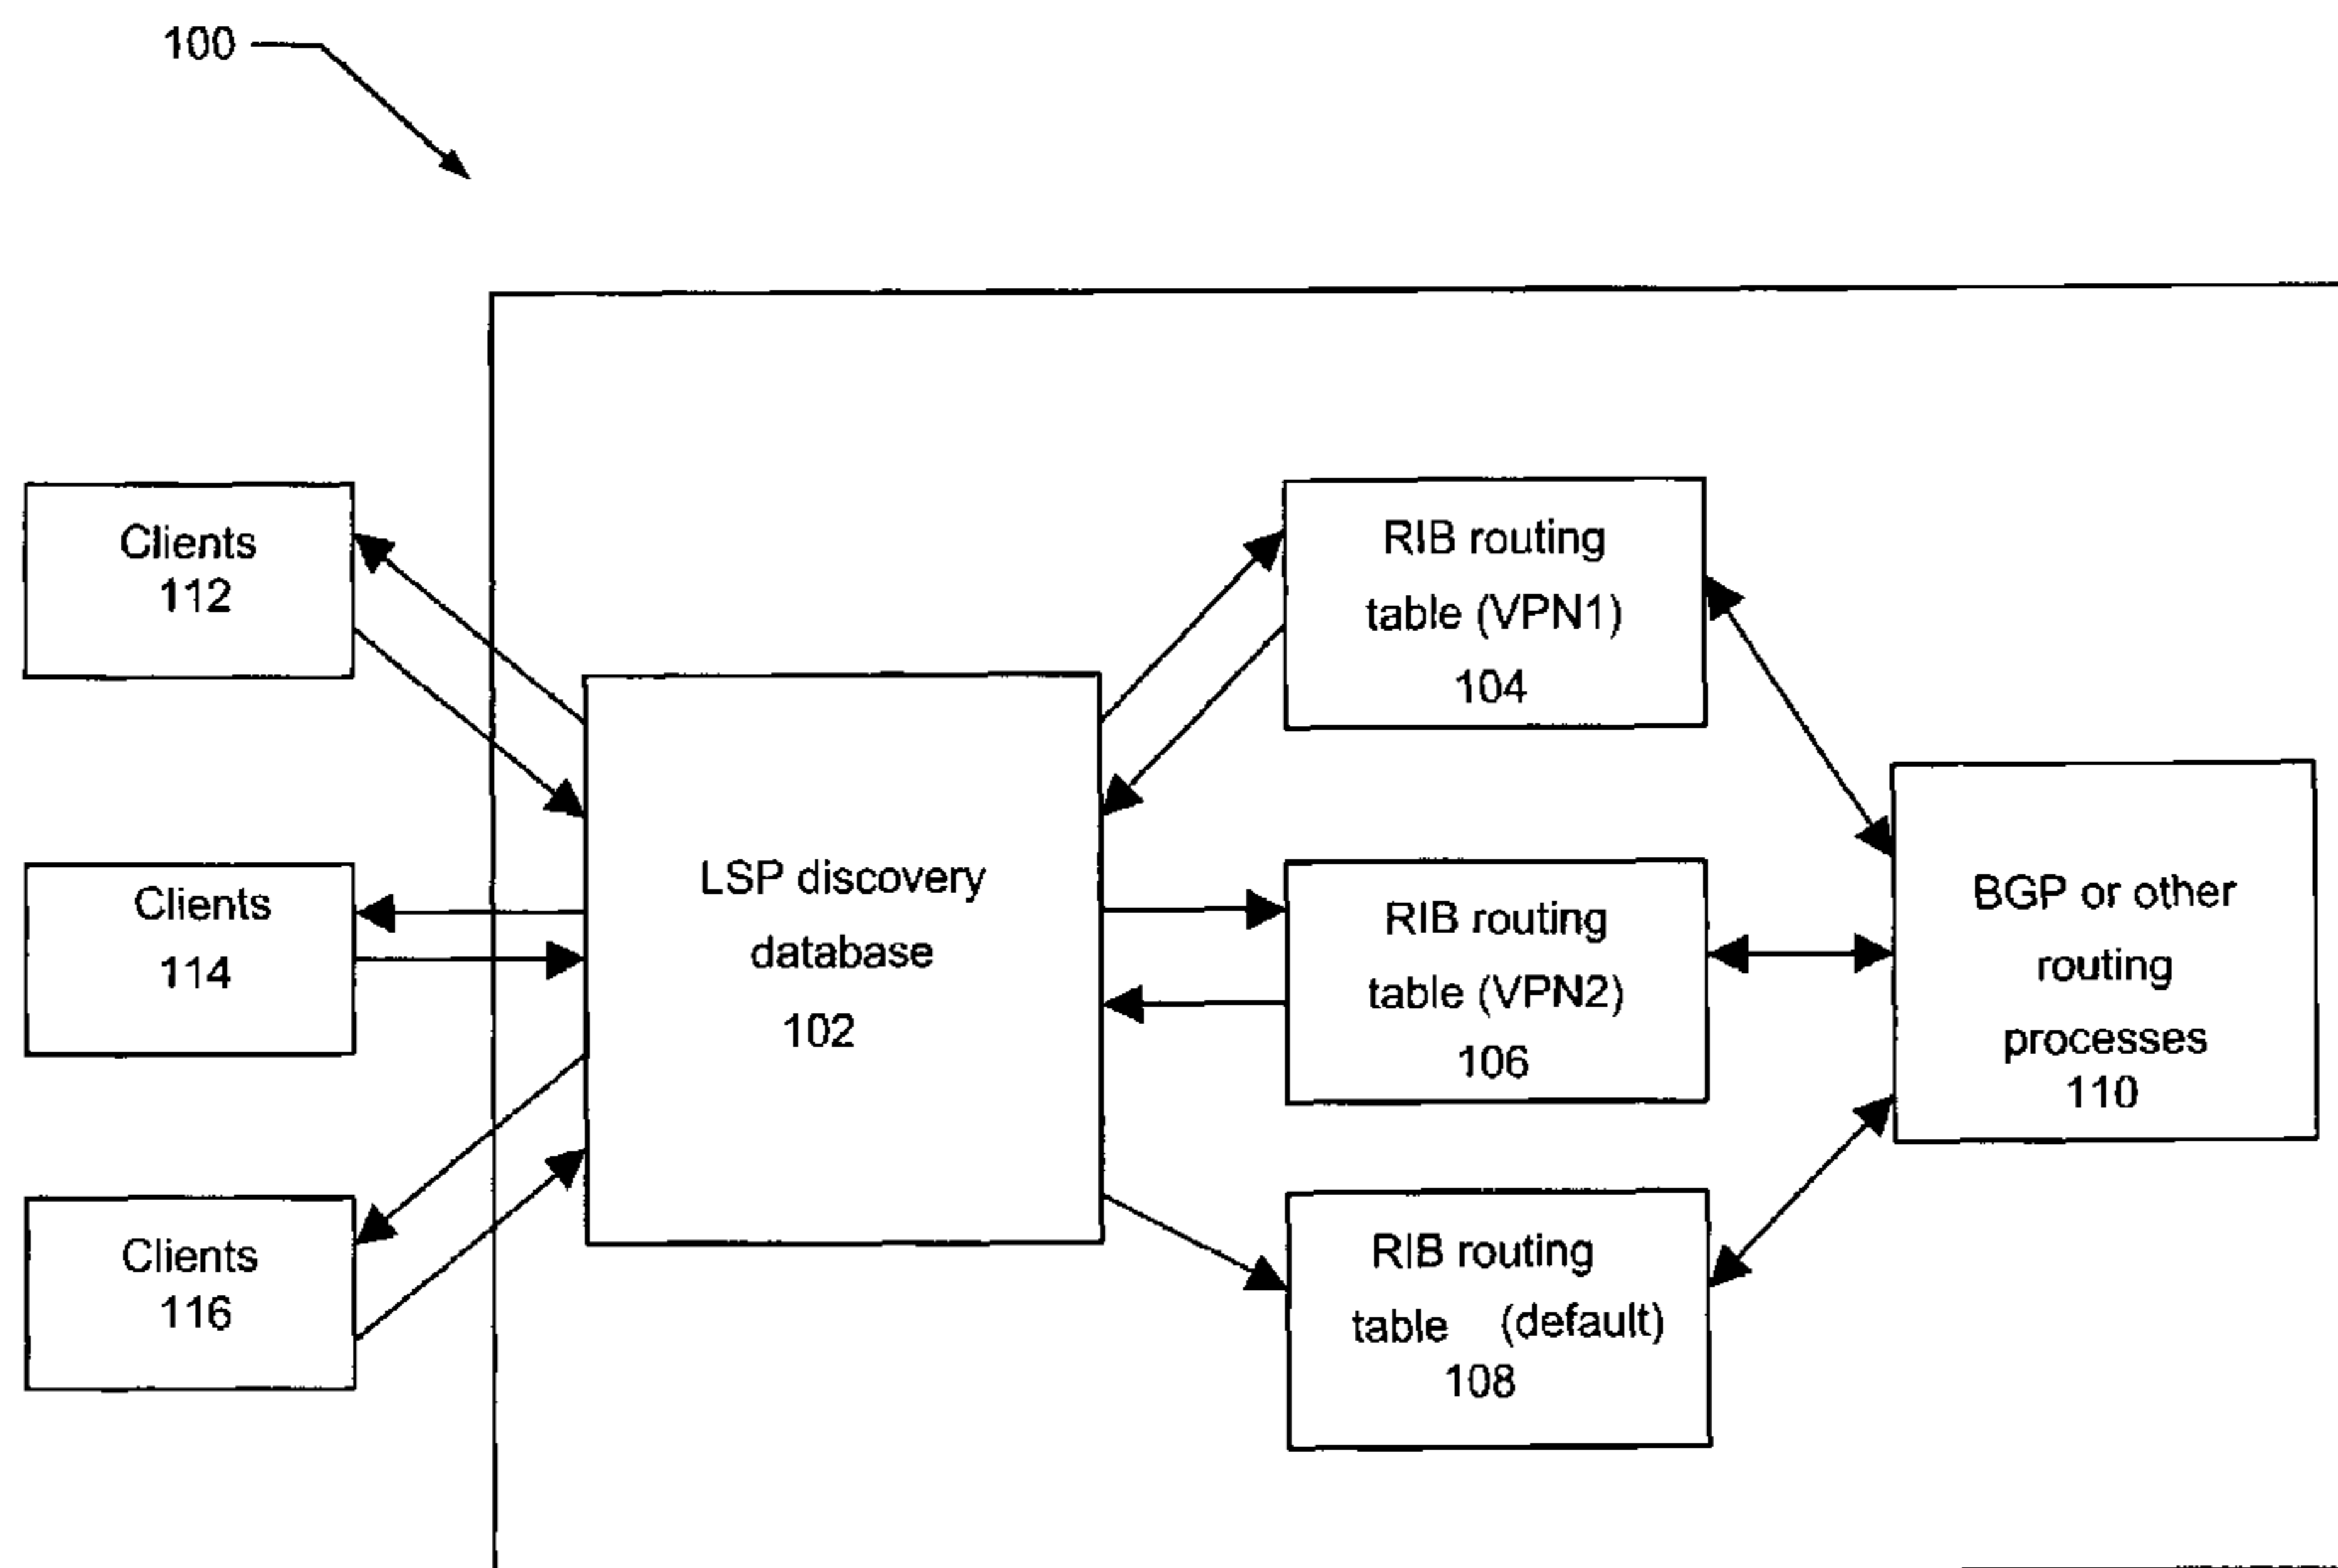 100
Clients
112
Clients
114
Clients
116
LSP discovery
database
102
RIB routing
table (VPN1)
104
RIB routing
table (VPN2)
106
RIB routing
table (default)
108
BGP or other
routing
processes
110